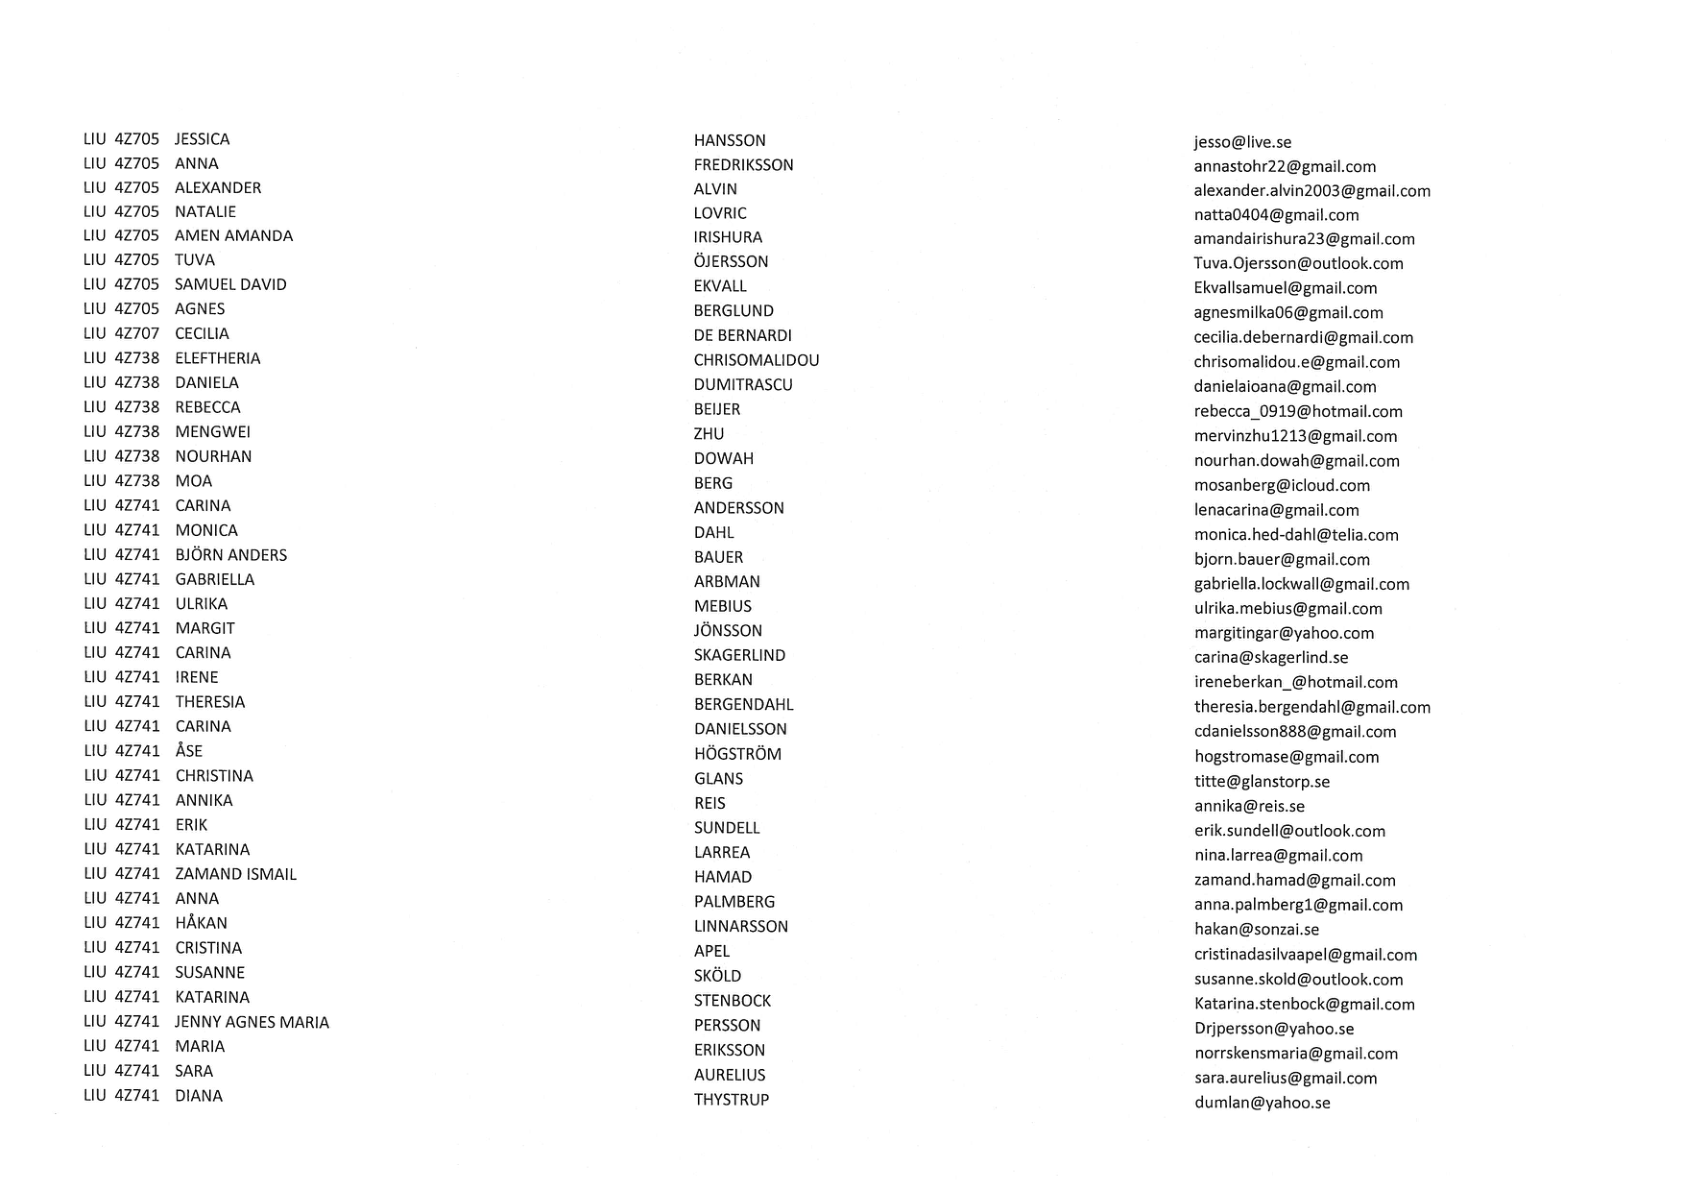 LIU 4Z705 JESSICA HANSSON jesso@live.se
LIU 4Z705 ANNA FREDRIKSSON annastohr22@gmail.com
LIU 4Z705 ALEXANDER ALVIN alexander.alvin2003@gmail.com
LIU 4Z705 NATALIE LOVRIC natta0404@gmail.com
LIU 4Z705 AMEN AMANDA IRISHURA amandairishura23@gmail.com
LIU 4Z705 TUVA ÖJERSSON Tuva.Ojersson@outlook.com
LIU 4Z705 SAMUEL DAVID EKVALL Ekvallsamuel@gmail.com
LIU 4Z705 AGNES BERGLUND agnesmilka06@gmail.com
LIU 4Z707 CECILIA DE BERNARDI cecilia.debernardi@gmail.com
LIU 4Z738 ELEFTHERIA CHRISOMALIDOU chrisomalidou.e@gmail.com
LIU 4Z738 DANIELA DUMITRASCU danielaioana@gmail.com
LIU 4Z738 REBECCA BEIJER rebecca_0919@hotmail.com
LIU 4Z738 MENGWEI ZHU mervinzhu1213@gmail.com
LIU 4Z738 NOURHAN DOWAH nourhan.dowah@gmail.com
LIU 4Z738 MOA BERG mosanberg@icloud.com
LIU 4Z741 CARINA ANDERSSON lenacarina@gmail.com
LIU 4Z741 MONICA DAHL monica.hed-dahl@telia.com
LIU 4Z741 BJÖRN ANDERS BAUER bjorn.bauer@gmail.com
LIU 4Z741 GABRIELLA ARBMAN gabriella.lockwall@gmail.com
LIU 4Z741 ULRIKA MEBIUS ulrika.mebius@gmail.com
LIU 4Z741 MARGIT JÖNSSON margitingar@yahoo.com
LIU 4Z741 CARINA SKAGERLIND carina@skagerlind.se
LIU 4Z741 IRENE BERKAN ireneberkan_@hotmail.com
LIU 4Z741 THERESIA BERGENDAHL theresia.bergendahl@gmail.com
LIU 4Z741 CARINA DANIELSSON cdanielsson888@gmail.com
LIU 4Z741 ÅSE HÖGSTRÖM hogstromase@gmail.com
LIU 4Z741 CHRISTINA GLANS titte@glanstorp.se
LIU 4Z741 ANNIKA REIS annika@reis.se
LIU 4Z741 ERIK SUNDELL erik.sundell@outlook.com
LIU 4Z741 KATARINA LARREA nina.larrea@gmail.com
LIU 4Z741 ZAMAND ISMAIL HAMAD zamand.hamad@gmail.com
LIU 4Z741 ANNA PALMBERG anna.palmberg1@gmail.com
LIU 4Z741 HÅKAN LINNARSSON hakan@sonzai.se
LIU 4Z741 CRISTINA APEL cristinadasilvaapel@gmail.com
LIU 4Z741 SUSANNE SKÖLD susanne.skold@outlook.com
LIU 4Z741 KATARINA STENBOCK Katarina.stenbock@gmail.com
LIU 4Z741 JENNY AGNES MARIA PERSSON Drjpersson@yahoo.se
LIU 4Z741 MARIA ERIKSSON norrskensmaria@gmail.com
LIU 4Z741 SARA AURELIUS sara.aurelius@gmail.com
LIU 4Z741 DIANA THYSTRUP dumlan@yahoo.se